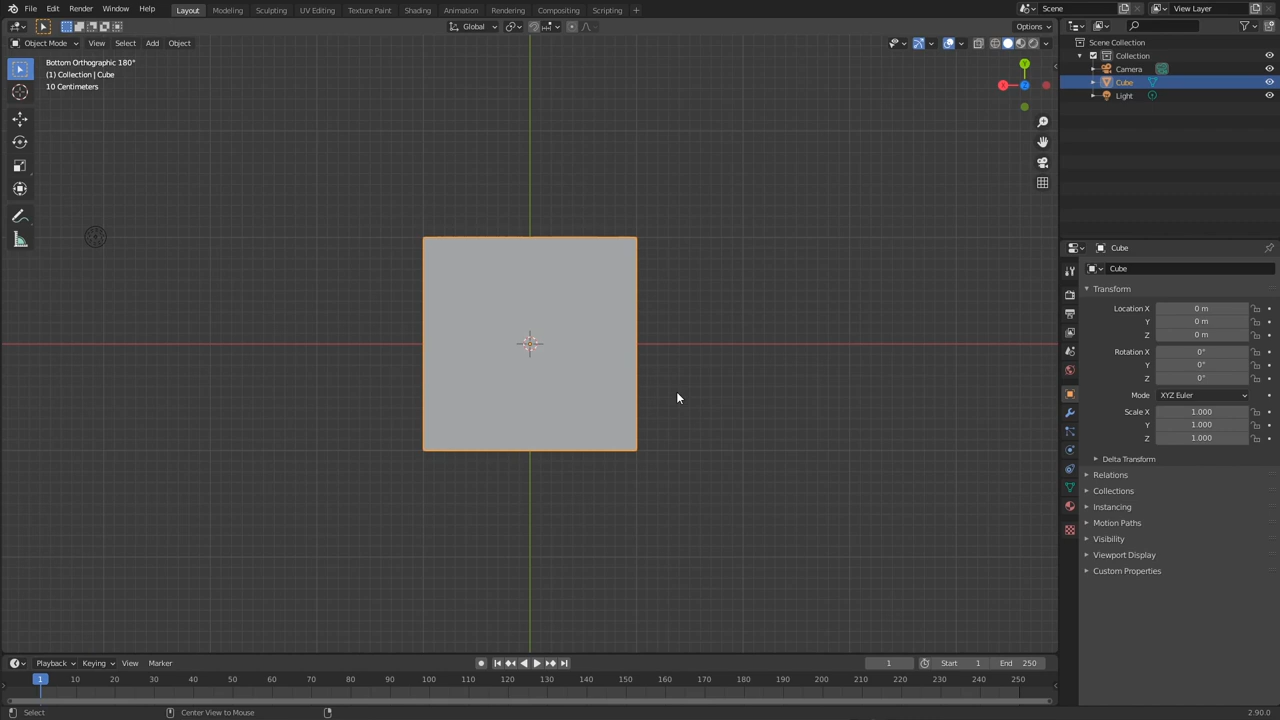 File Edit Render Window Help Layout Modeling Sculpting UV Editing Texture Paint Shading Animation Rendering Compositing Scripting + Scene View Layer
Global Options
Object Mode View Select Add Object
Bottom Orthographic 180°
(1) Collection | Cube
10 Centimeters
Y
X
Z
Scene Collection
Collection
Camera
Cube
Light
Cube
Cube
Transform
Location X 0 m
Y 0 m
Z 0 m
Rotation X 0°
Y 0°
Z 0°
Mode XYZ Euler
Scale X 1.000
Y 1.000
Z 1.000
Delta Transform
Relations
Collections
Instancing
Motion Paths
Visibility
Viewport Display
Custom Properties
Playback Keying View Marker 1 Start 1 End 250
1 10 20 30 40 50 60 70 80 90 100 110 120 130 140 150 160 170 180 190 200 210 220 230 240 250
Select Center View to Mouse 2.90.0